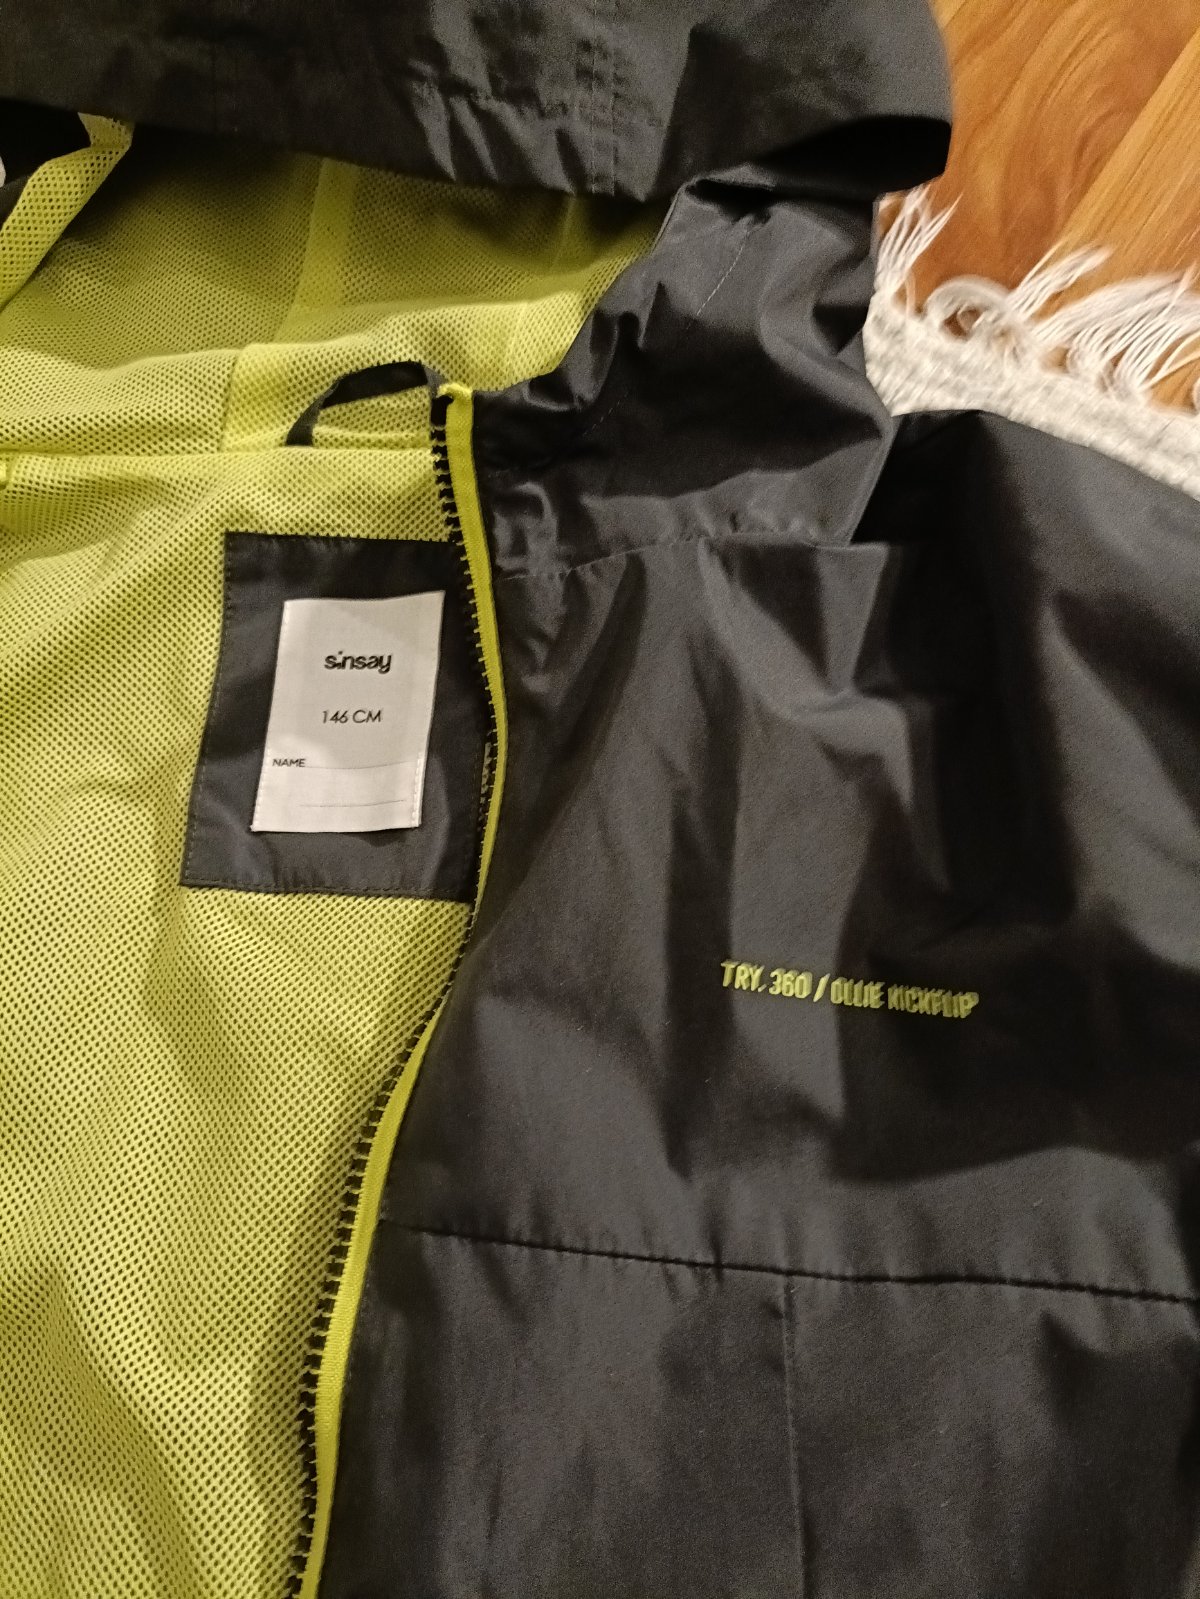 sinsay
146 CM
NAME
TRY. 360 / OLLIE KICKFLIP